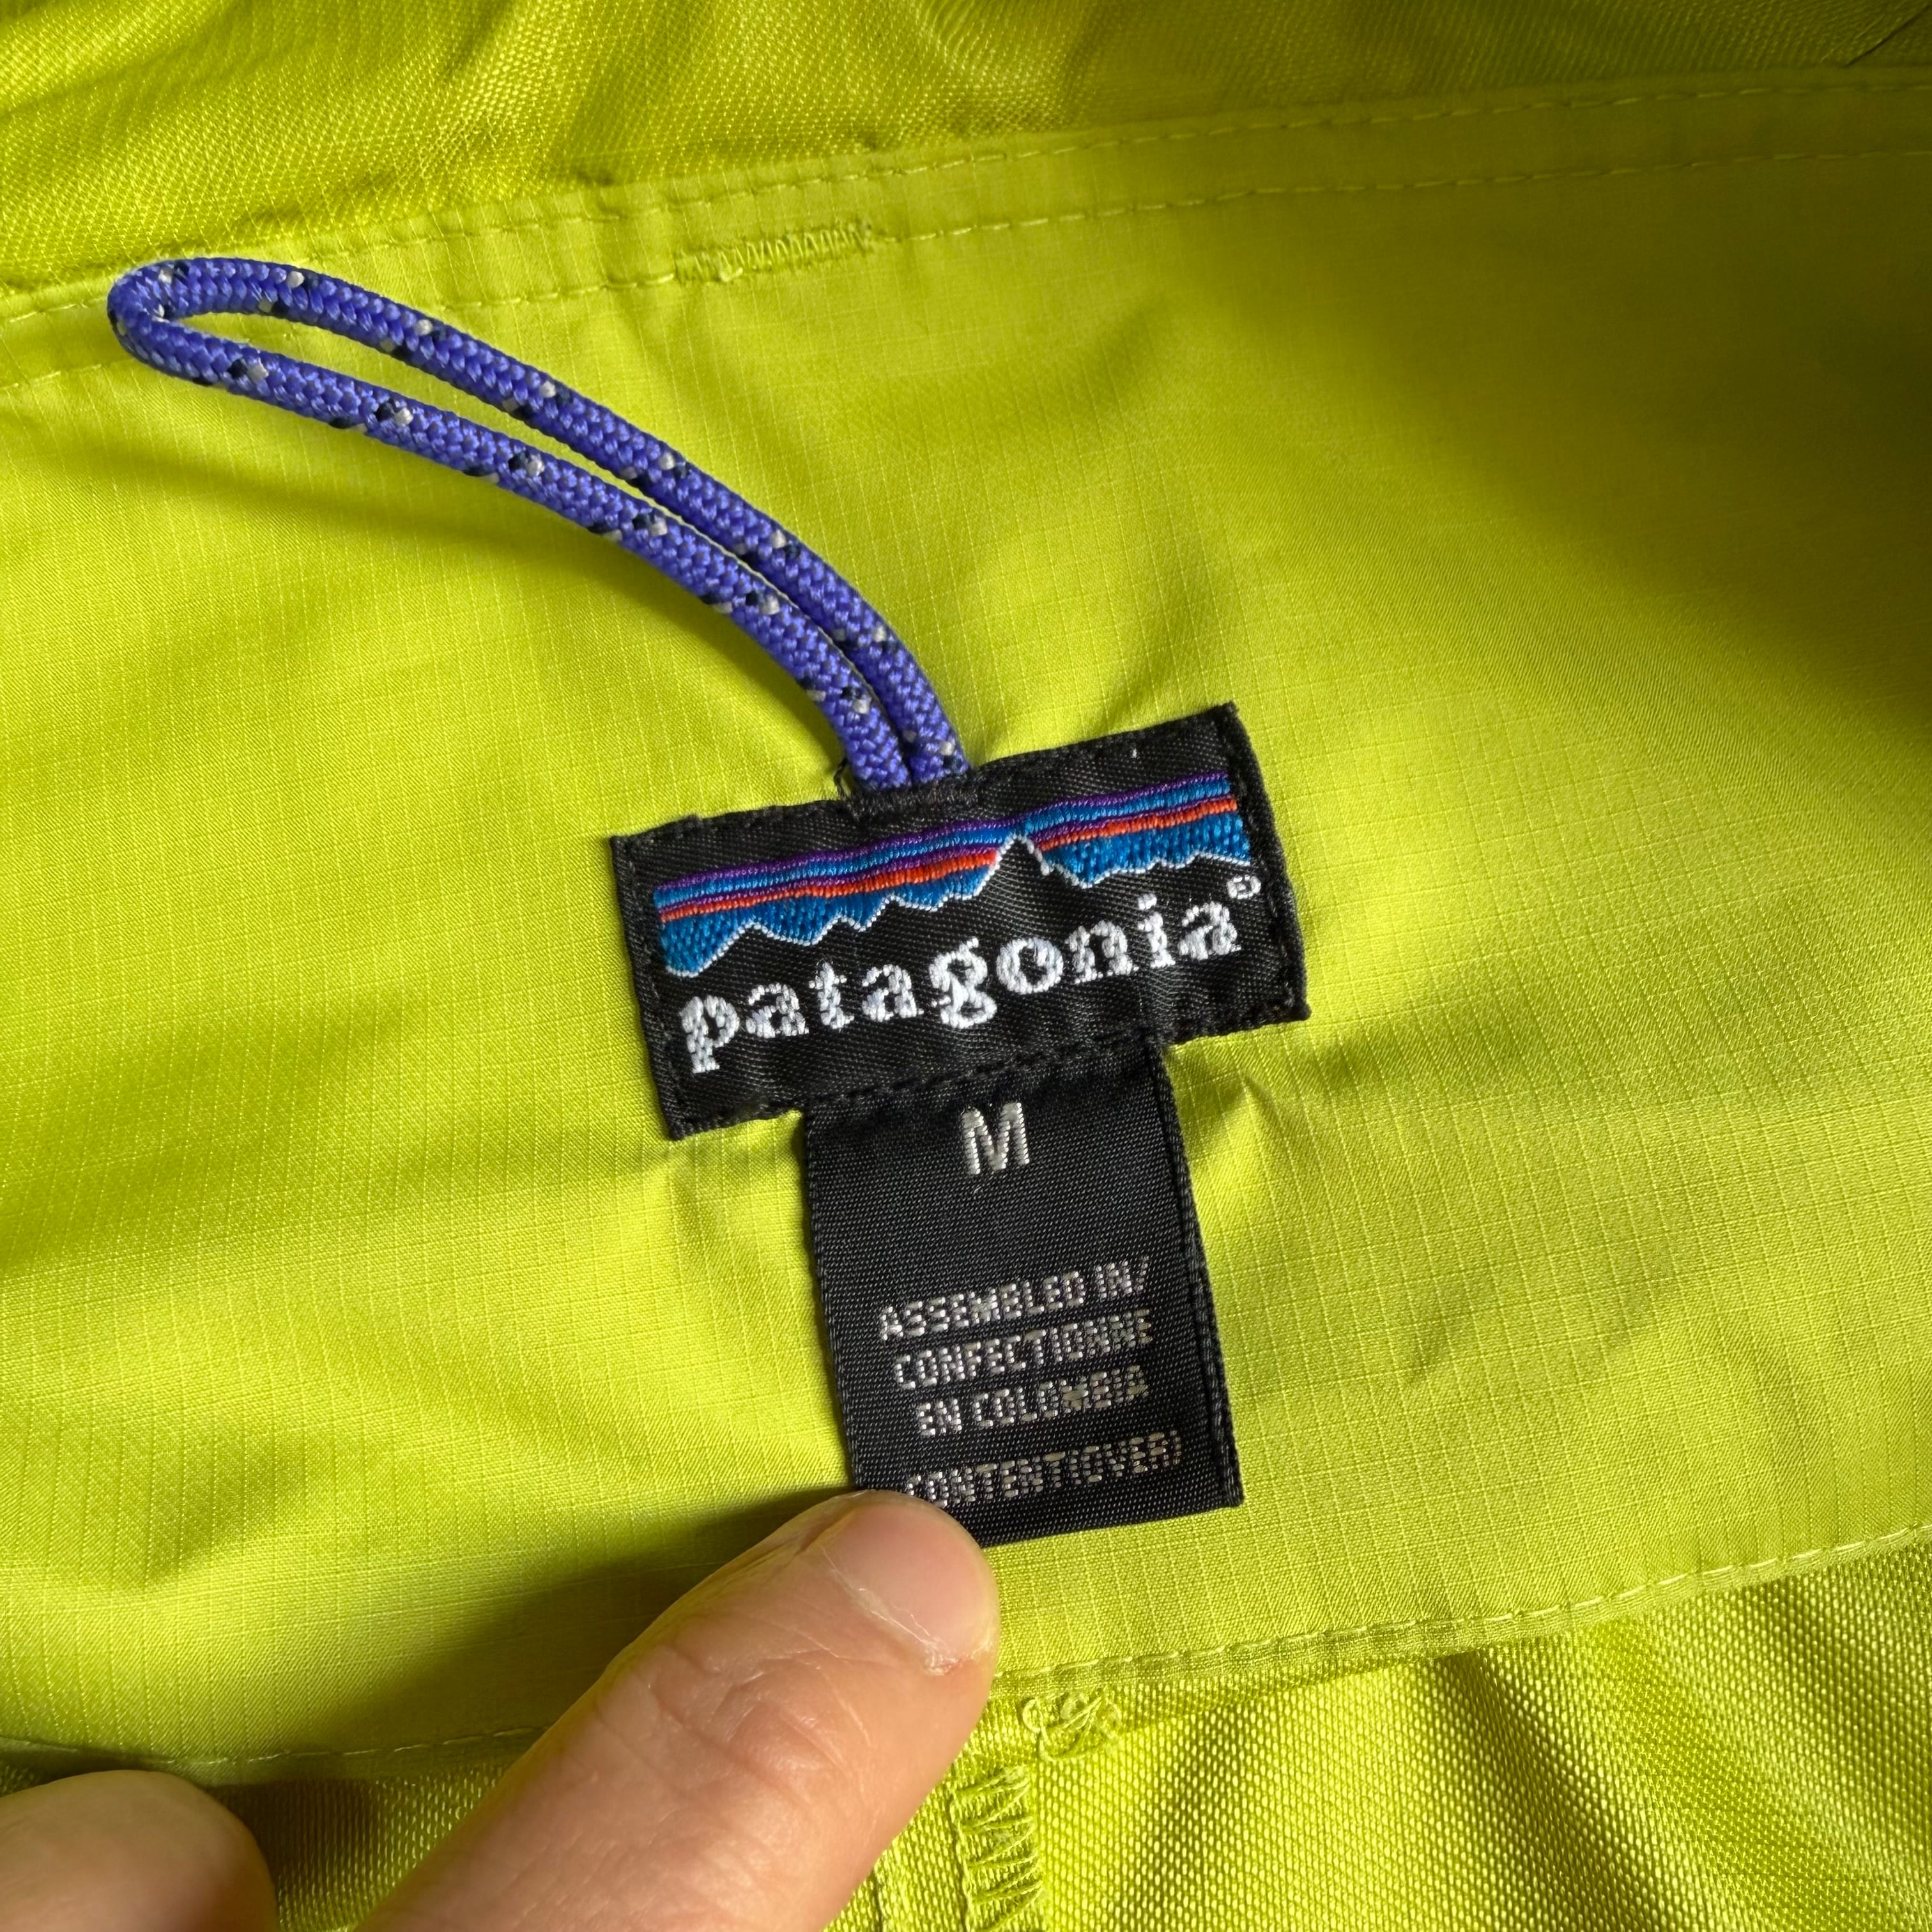 patagonia®
M
ASSEMBLED IN/
CONFECTIONNE
EN COLOMBIA
CONTENT(OVER)